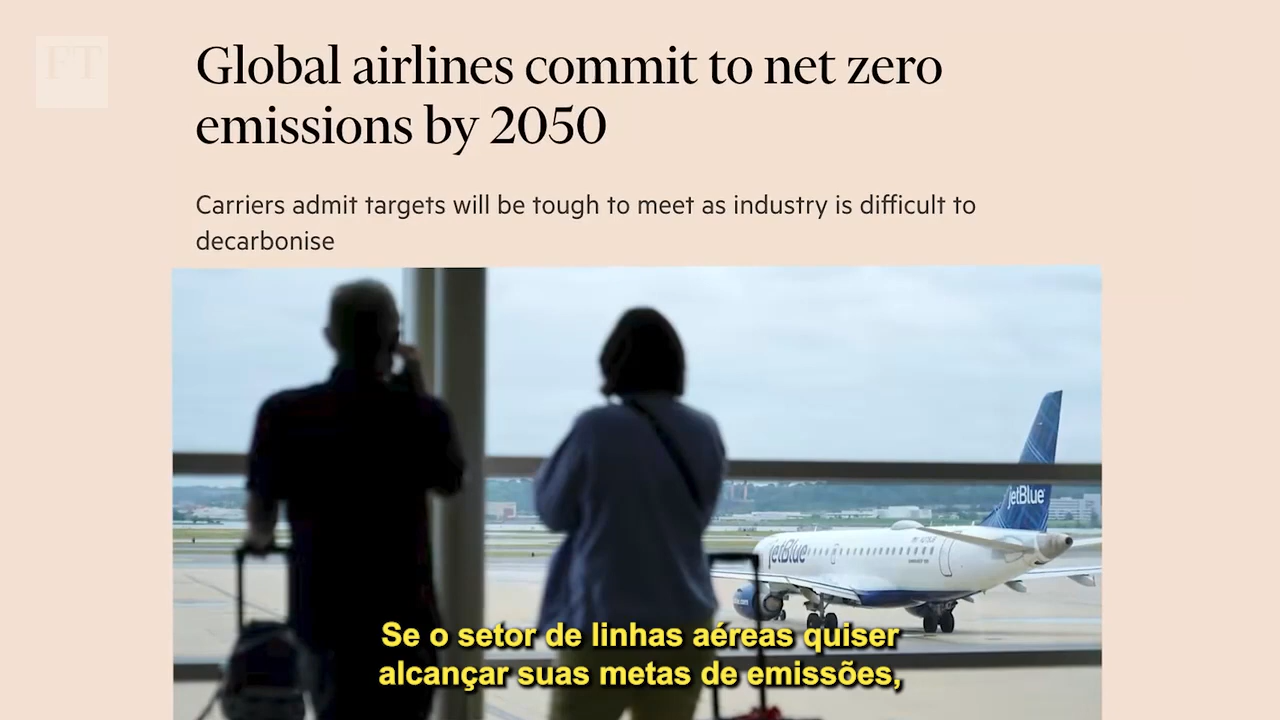 FT
Global airlines commit to net zero
emissions by 2050
Carriers admit targets will be tough to meet as industry is difficult to
decarbonise
jetBlue
jetBlue
Se o setor de linhas aéreas quiser
alcançar suas metas de emissões,